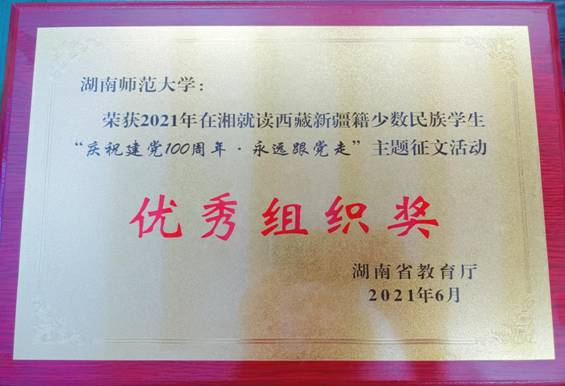 湖南师范大学：
荣获2021年在湘就读西藏新疆籍少数民族学生
“庆祝建党100周年·永远跟党走”主题征文活动
优秀组织奖
湖南省教育厅
2021年6月